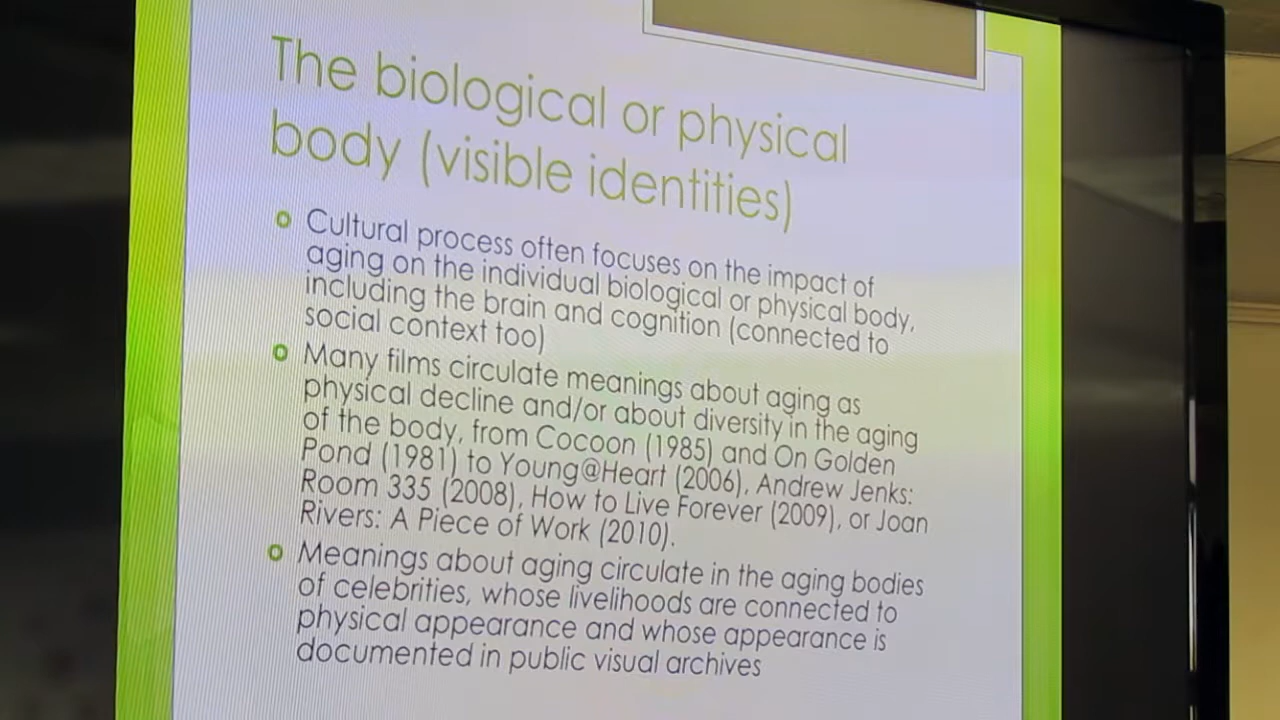 The biological or physical
body (visible identities)
Cultural process often focuses on the impact of
aging on the individual biological or physical body,
including the brain and cognition (connected to
social context too)
Many films circulate meanings about aging as
physical decline and/or about diversity in the aging
of the body, from Cocoon (1985) and On Golden
Pond (1981) to Young@Heart (2006), Andrew Jenks:
Room 335 (2008), How to Live Forever (2009), or Joan
Rivers: A Piece of Work (2010).
Meanings about aging circulate in the aging bodies
of celebrities, whose livelihoods are connected to
physical appearance and whose appearance is
documented in public visual archives